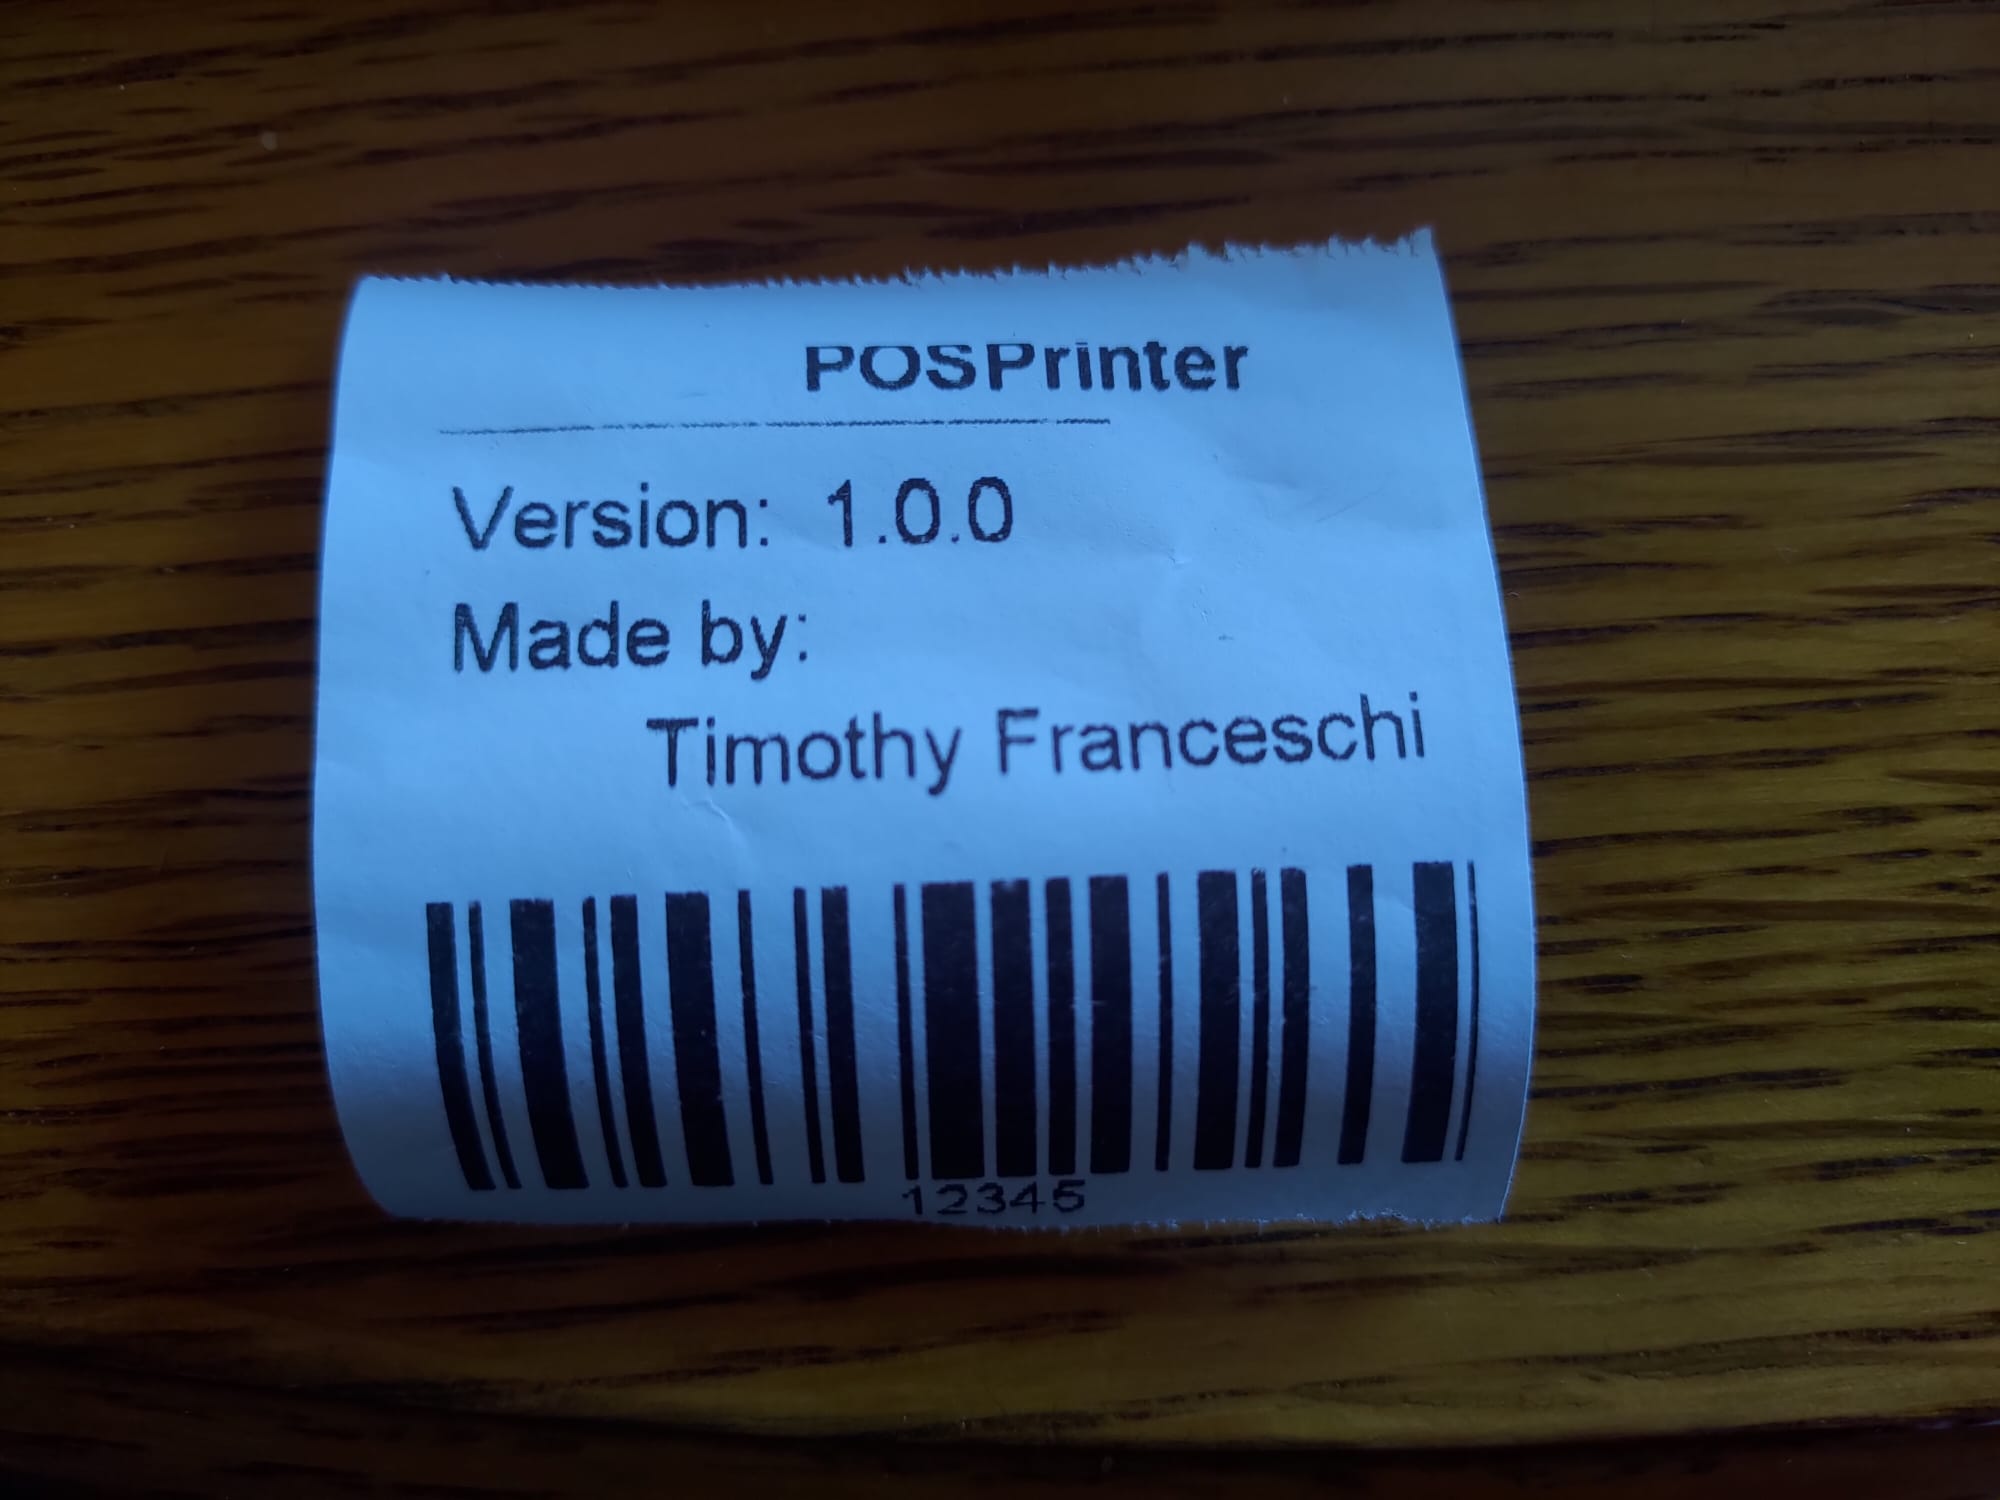 POSPrinter
Version: 1.0.0
Made by:
Timothy Franceschi
12345